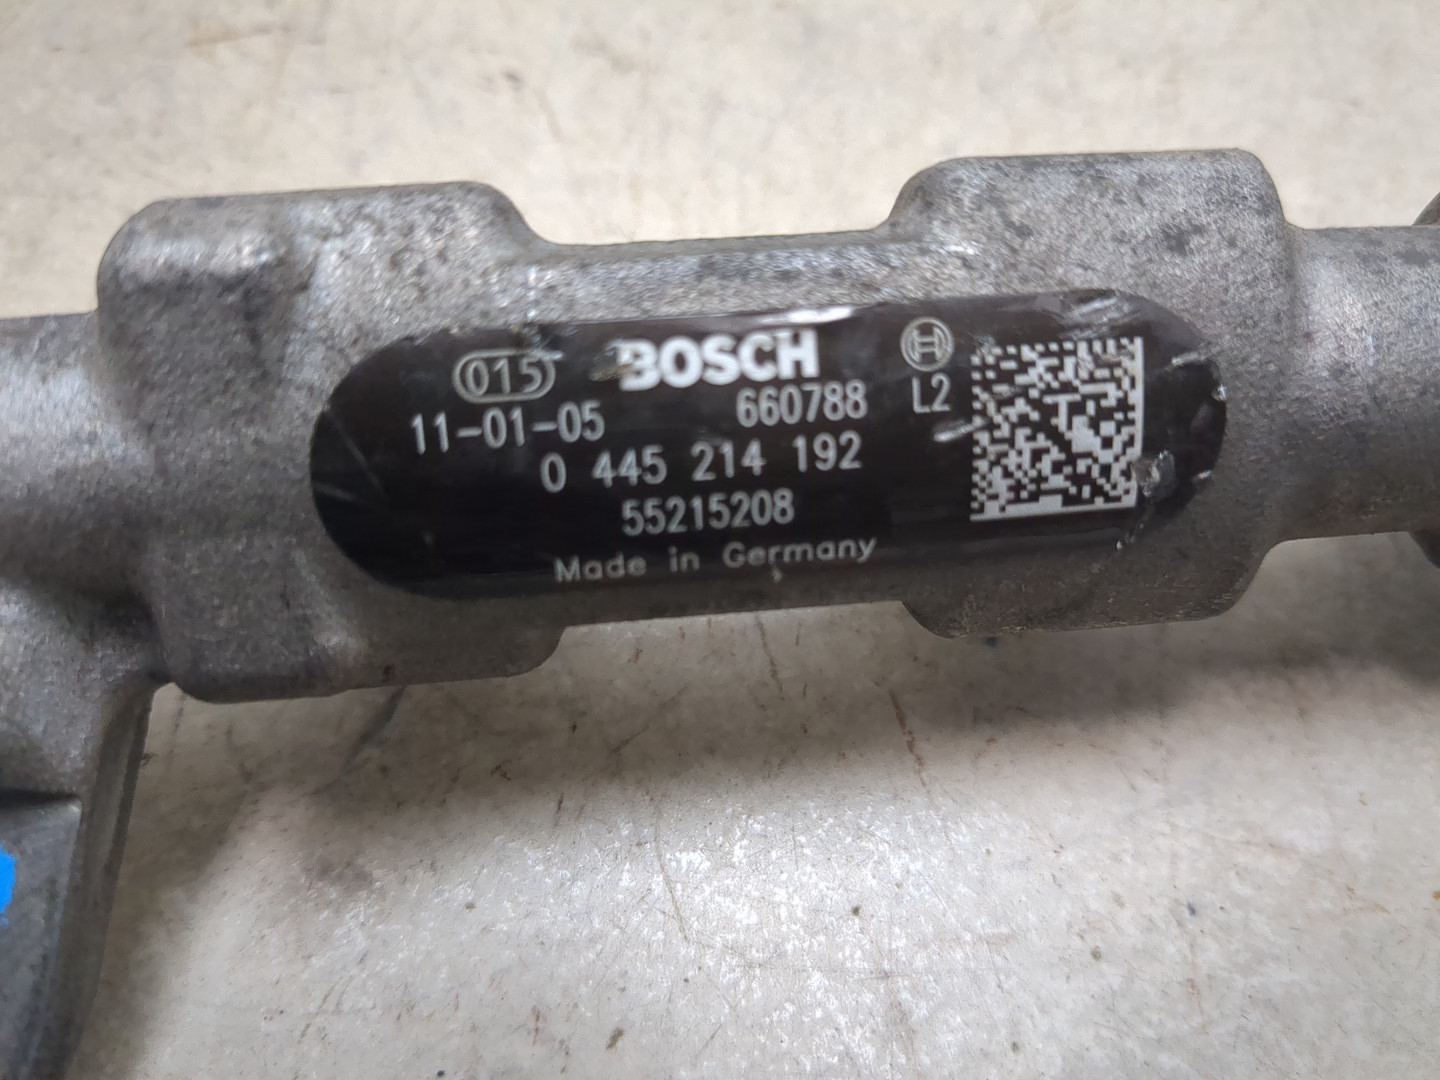 015 BOSCH
11-01-05 660788 L2
0 445 214 192
55215208
Made in Germany